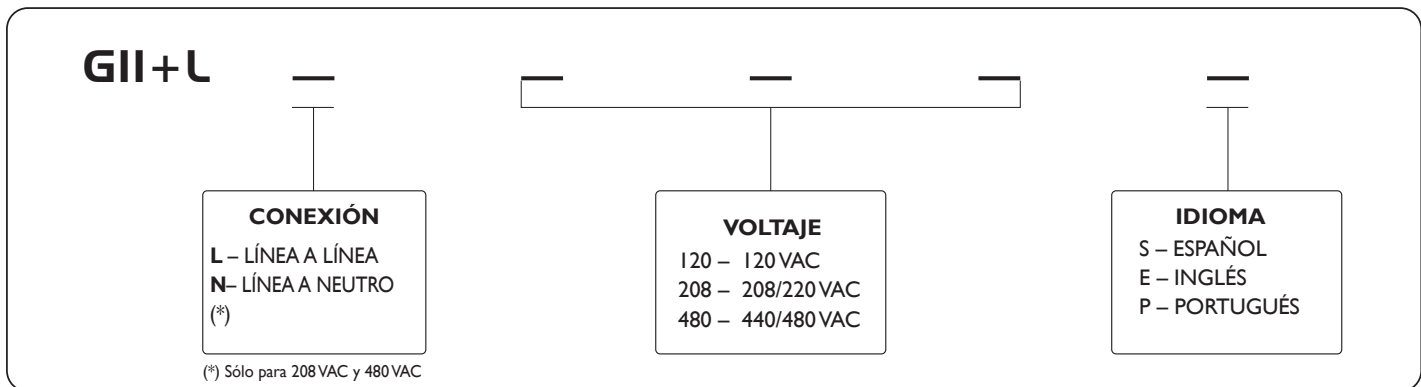 GII+L _ _ _ _ _
CONEXIÓN
L – LÍNEA A LÍNEA
N– LÍNEA A NEUTRO
(*)
(*) Sólo para 208 VAC y 480 VAC
VOLTAJE
120 – 120 VAC
208 – 208/220 VAC
480 – 440/480 VAC
IDIOMA
S – ESPAÑOL
E – INGLÉS
P – PORTUGUÉS